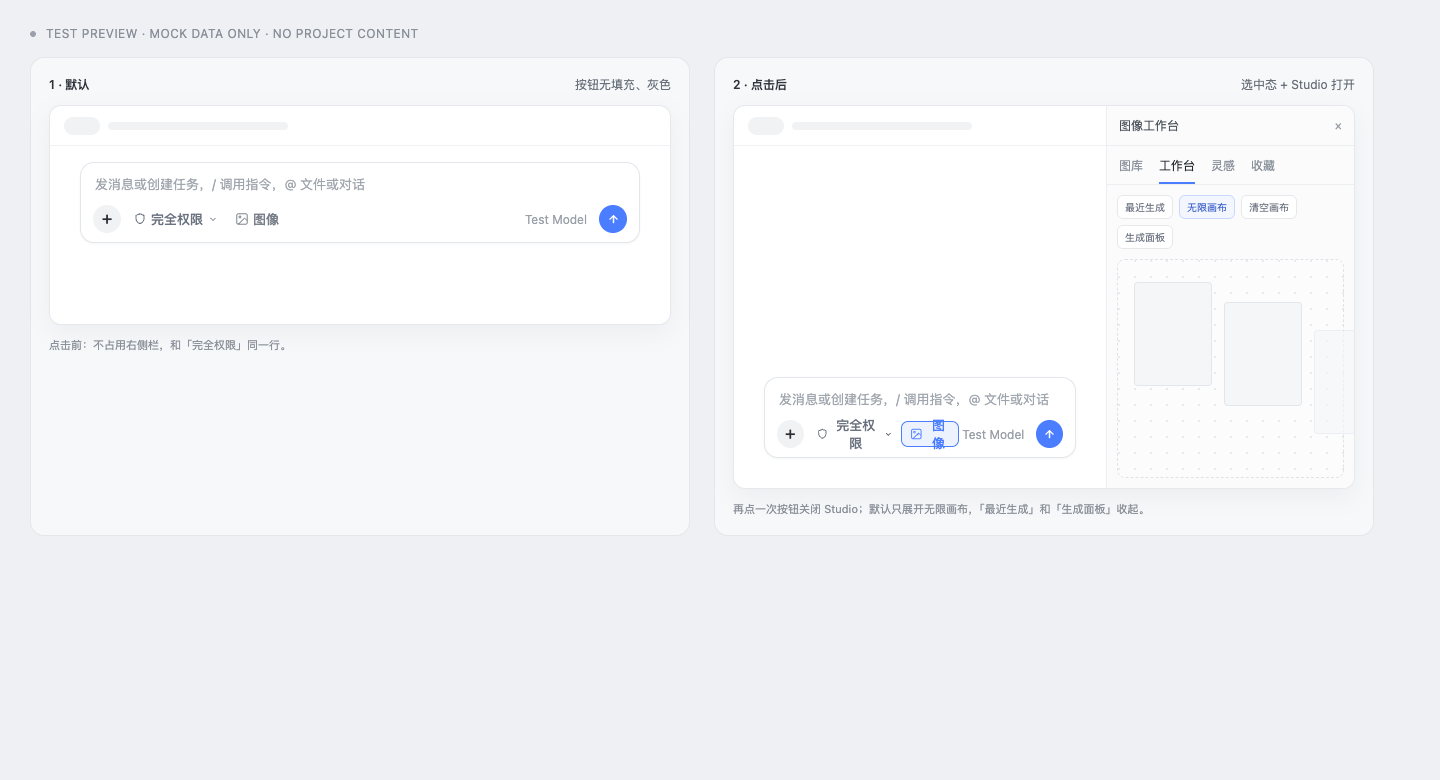 TEST PREVIEW · MOCK DATA ONLY · NO PROJECT CONTENT
1 · 默认
按钮无填充、灰色
发消息或创建任务，/ 调用指令，@ 文件或对话
完全权限
图像
Test Model
点击前：不占用右侧栏，和「完全权限」同一行。
2 · 点击后
选中态 + Studio 打开
图像工作台
×
图库 工作台 灵感 收藏
最近生成 无限画布 清空画布
生成面板
发消息或创建任务，/ 调用指令，@ 文件或对话
完全权
限
图
像
Test Model
再点一次按钮关闭 Studio；默认只展开无限画布，「最近生成」和「生成面板」收起。